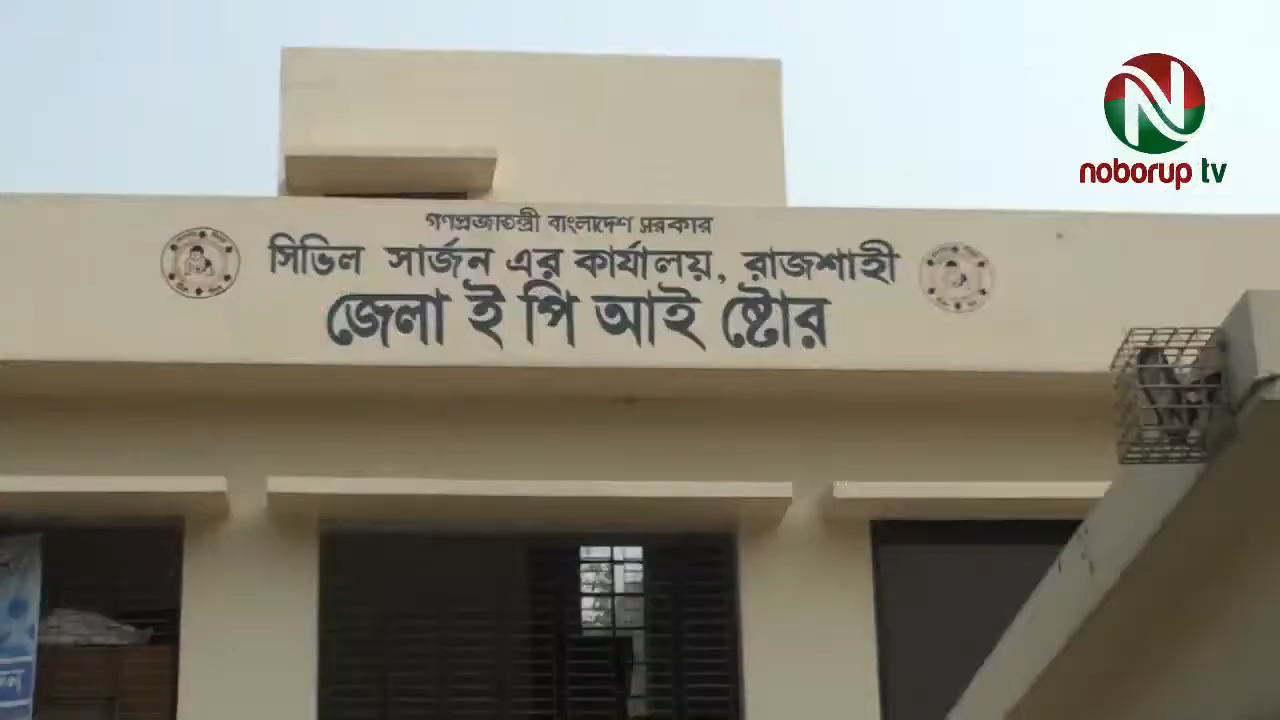 noborup tv
গণপ্রজাতন্ত্রী বাংলাদেশ সরকার
সিভিল সার্জন এর কার্যালয়, রাজশাহী
জেলা ই পি আই ষ্টোর